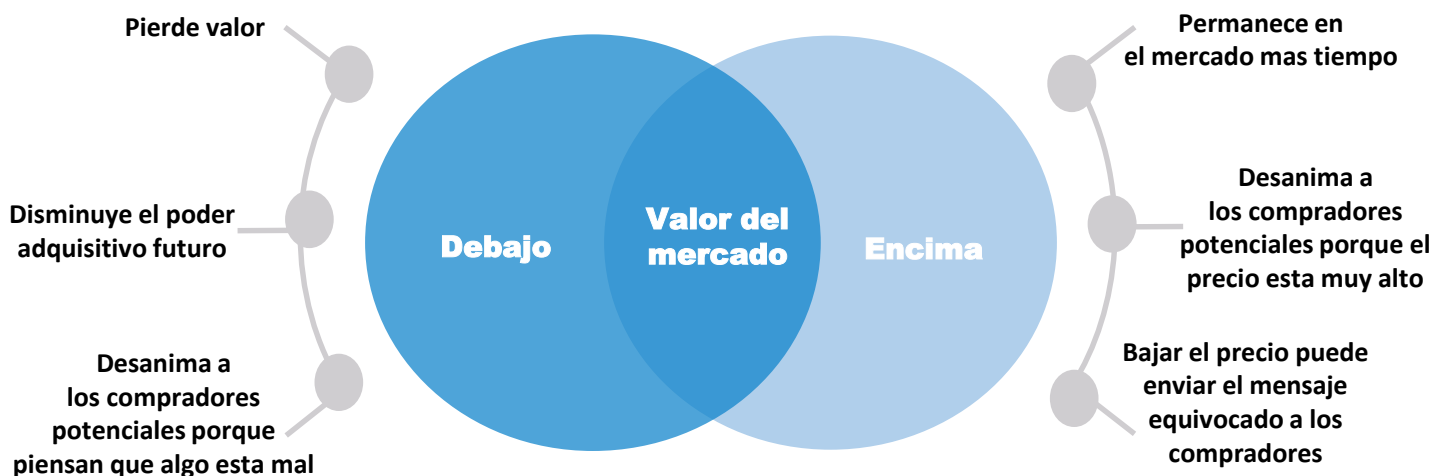 Pierde valor
Disminuye el poder
adquisitivo futuro
Desanima a
los compradores
potenciales porque
piensan que algo esta mal
Debajo
Valor del
mercado
Encima
Permanece en
el mercado mas tiempo
Desanima a
los compradores
potenciales porque el
precio esta muy alto
Bajar el precio puede
enviar el mensaje
equivocado a los
compradores